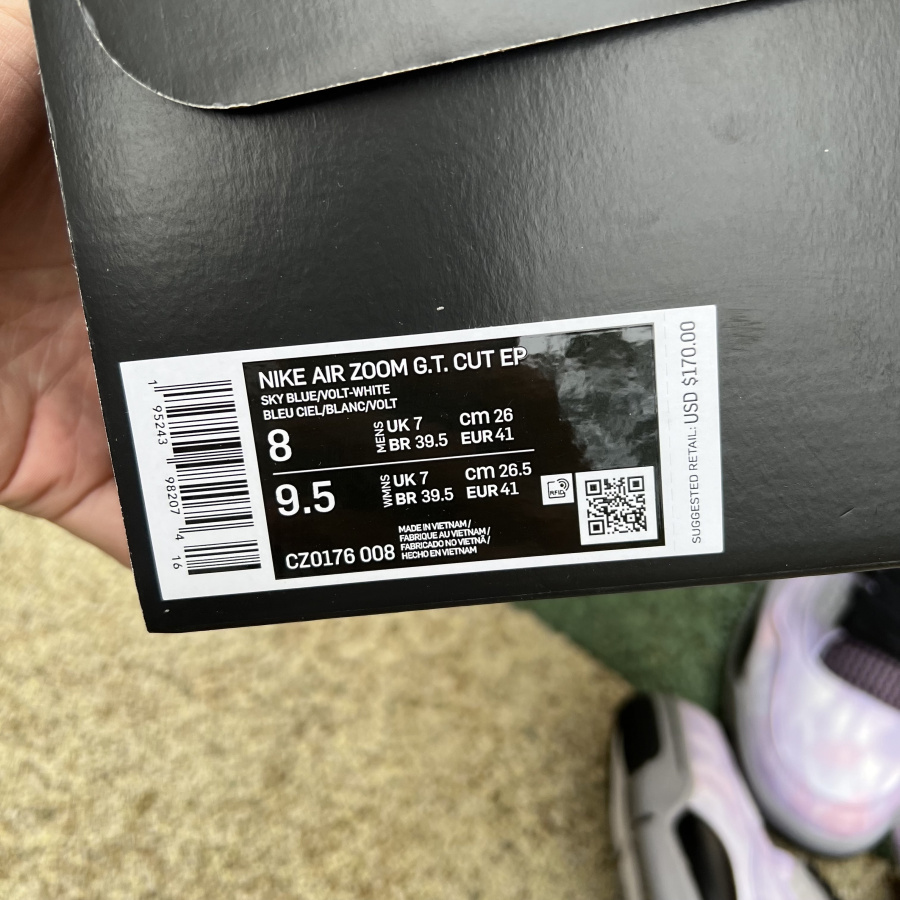 NIKE AIR ZOOM G.T. CUT EP
SKY BLUE/VOLT-WHITE
BLEU CIEL/BLANC/VOLT
8
MENS
UK 7
BR 39.5
cm 26
EUR 41
9.5
WMNS
UK 7
BR 39.5
cm 26.5
EUR 41
RFID
CZ0176 008
MADE IN VIETNAM /
FABRIQUE AU VIETNAM /
FABRICADO NO VIETNÃ /
HECHO EN VIETNAM
1 95243 98207 4 16
SUGGESTED RETAIL: USD $170.00